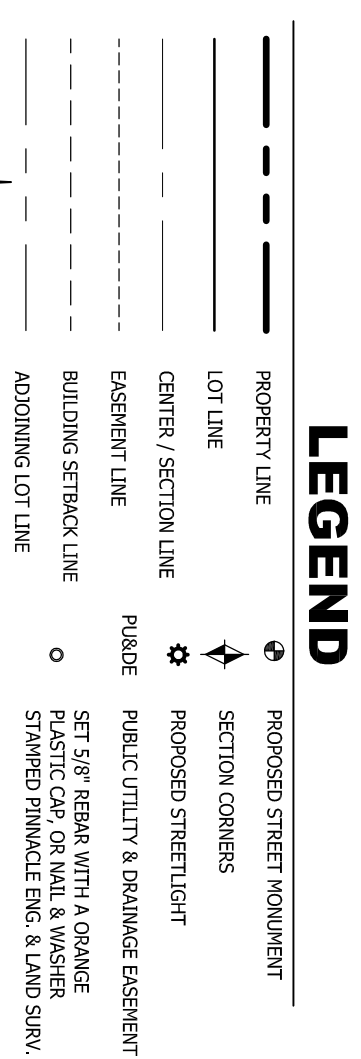 LEGEND
PROPERTY LINE
LOT LINE
CENTER / SECTION LINE
EASEMENT LINE
BUILDING SETBACK LINE
ADJOINING LOT LINE
PROPOSED STREET MONUMENT
SECTION CORNERS
PROPOSED STREETLIGHT
PU&DE PUBLIC UTILITY & DRAINAGE EASEMENT
SET 5/8" REBAR WITH A ORANGE
PLASTIC CAP, OR NAIL & WASHER
STAMPED PINNACLE ENG. & LAND SURV.